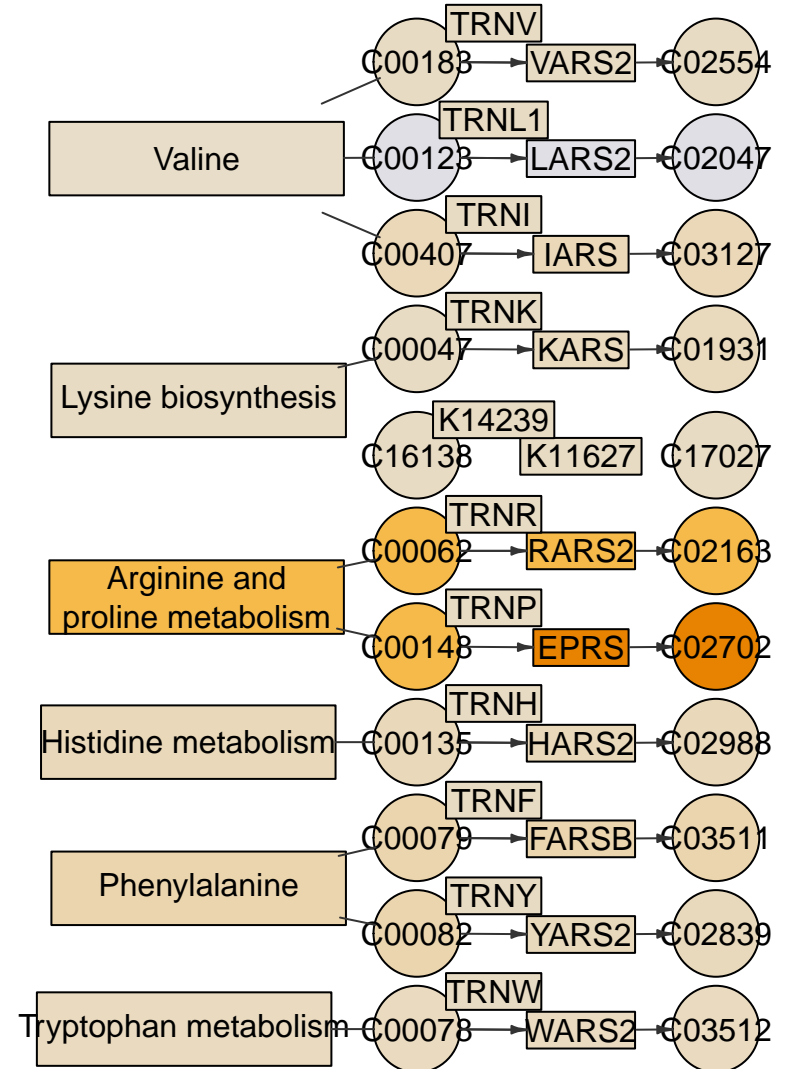 TRNV
C00183
VARS2
C02554
TRNL1
Valine
C00123
LARS2
C02047
TRNI
C00407
IARS
C03127
TRNK
C00047
KARS
C01931
Lysine biosynthesis
K14239
C16138
K11627
C17027
TRNR
C00062
RARS2
C02163
Arginine and
proline metabolism
TRNP
C00148
EPRS
C02702
TRNH
Histidine metabolism
C00135
HARS2
C02988
TRNF
C00079
FARSB
C03511
Phenylalanine
TRNY
C00082
YARS2
C02839
TRNW
Tryptophan metabolism
C00078
WARS2
C03512